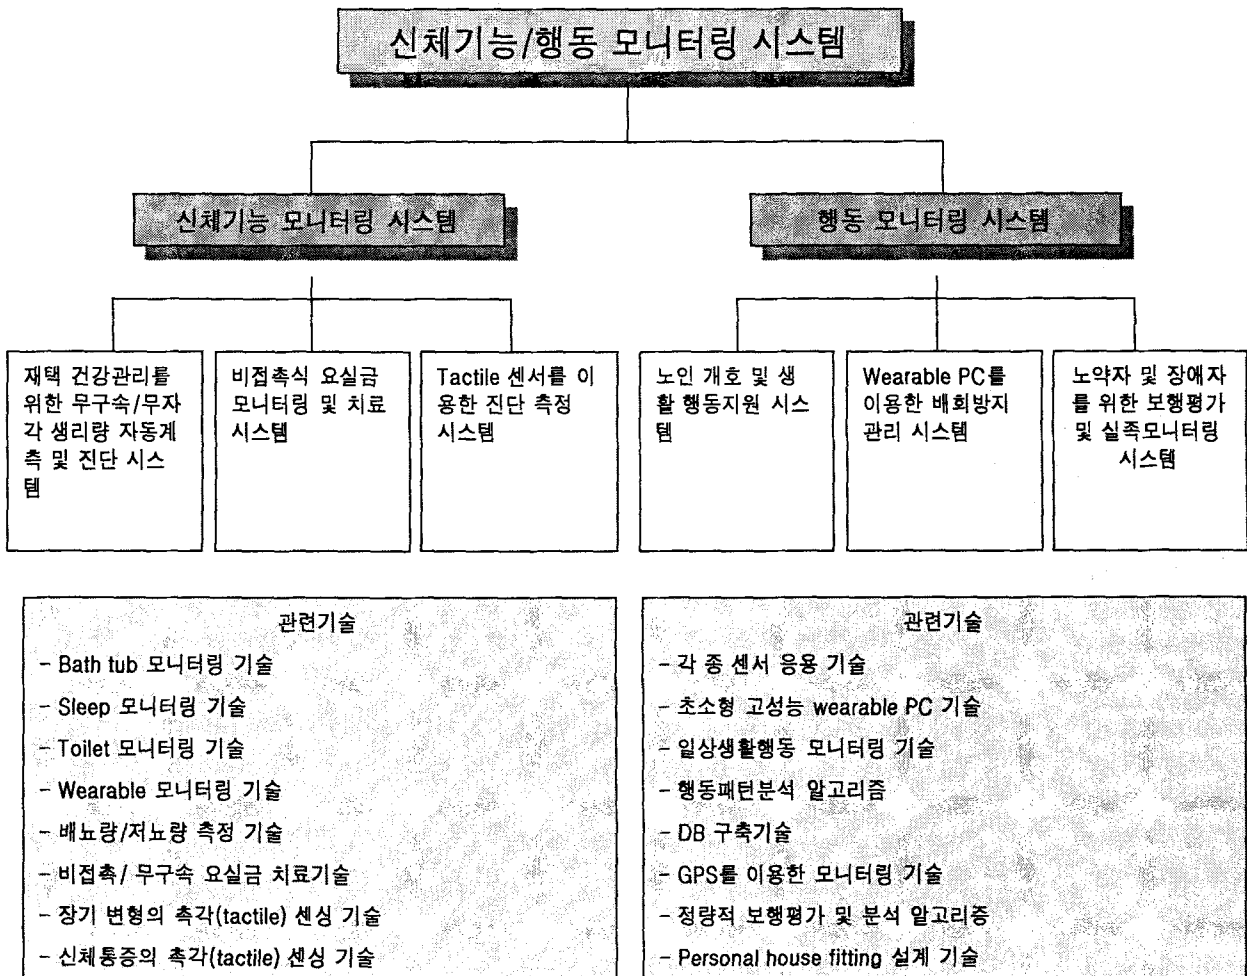 신체기능/행동 모니터링 시스템
신체기능 모니터링 시스템
행동 모니터링 시스템
재택 건강관리를
위한 무구속/무자
각 생리량 자동계
측 및 진단 시스
템
비접촉식 요실금
모니터링 및 치료
시스템
Tactile 센서를 이
용한 진단 측정
시스템
노인 개호 및 생
활 행동지원 시스
템
Wearable PC를
이용한 배회방지
관리 시스템
노약자 및 장애자
를 위한 보행평가
및 실족모니터링
시스템
관련기술
- Bath tub 모니터링 기술
- Sleep 모니터링 기술
- Toilet 모니터링 기술
- Wearable 모니터링 기술
- 배뇨량/저뇨량 측정 기술
- 비접촉/ 무구속 요실금 치료기술
- 장기 변형의 촉각(tactile) 센싱 기술
- 신체통증의 촉각(tactile) 센싱 기술
관련기술
- 각 종 센서 응용 기술
- 초소형 고성능 wearable PC 기술
- 일상생활행동 모니터링 기술
- 행동패턴분석 알고리즘
- DB 구축기술
- GPS를 이용한 모니터링 기술
- 정량적 보행평가 및 분석 알고리즘
- Personal house fitting 설계 기술